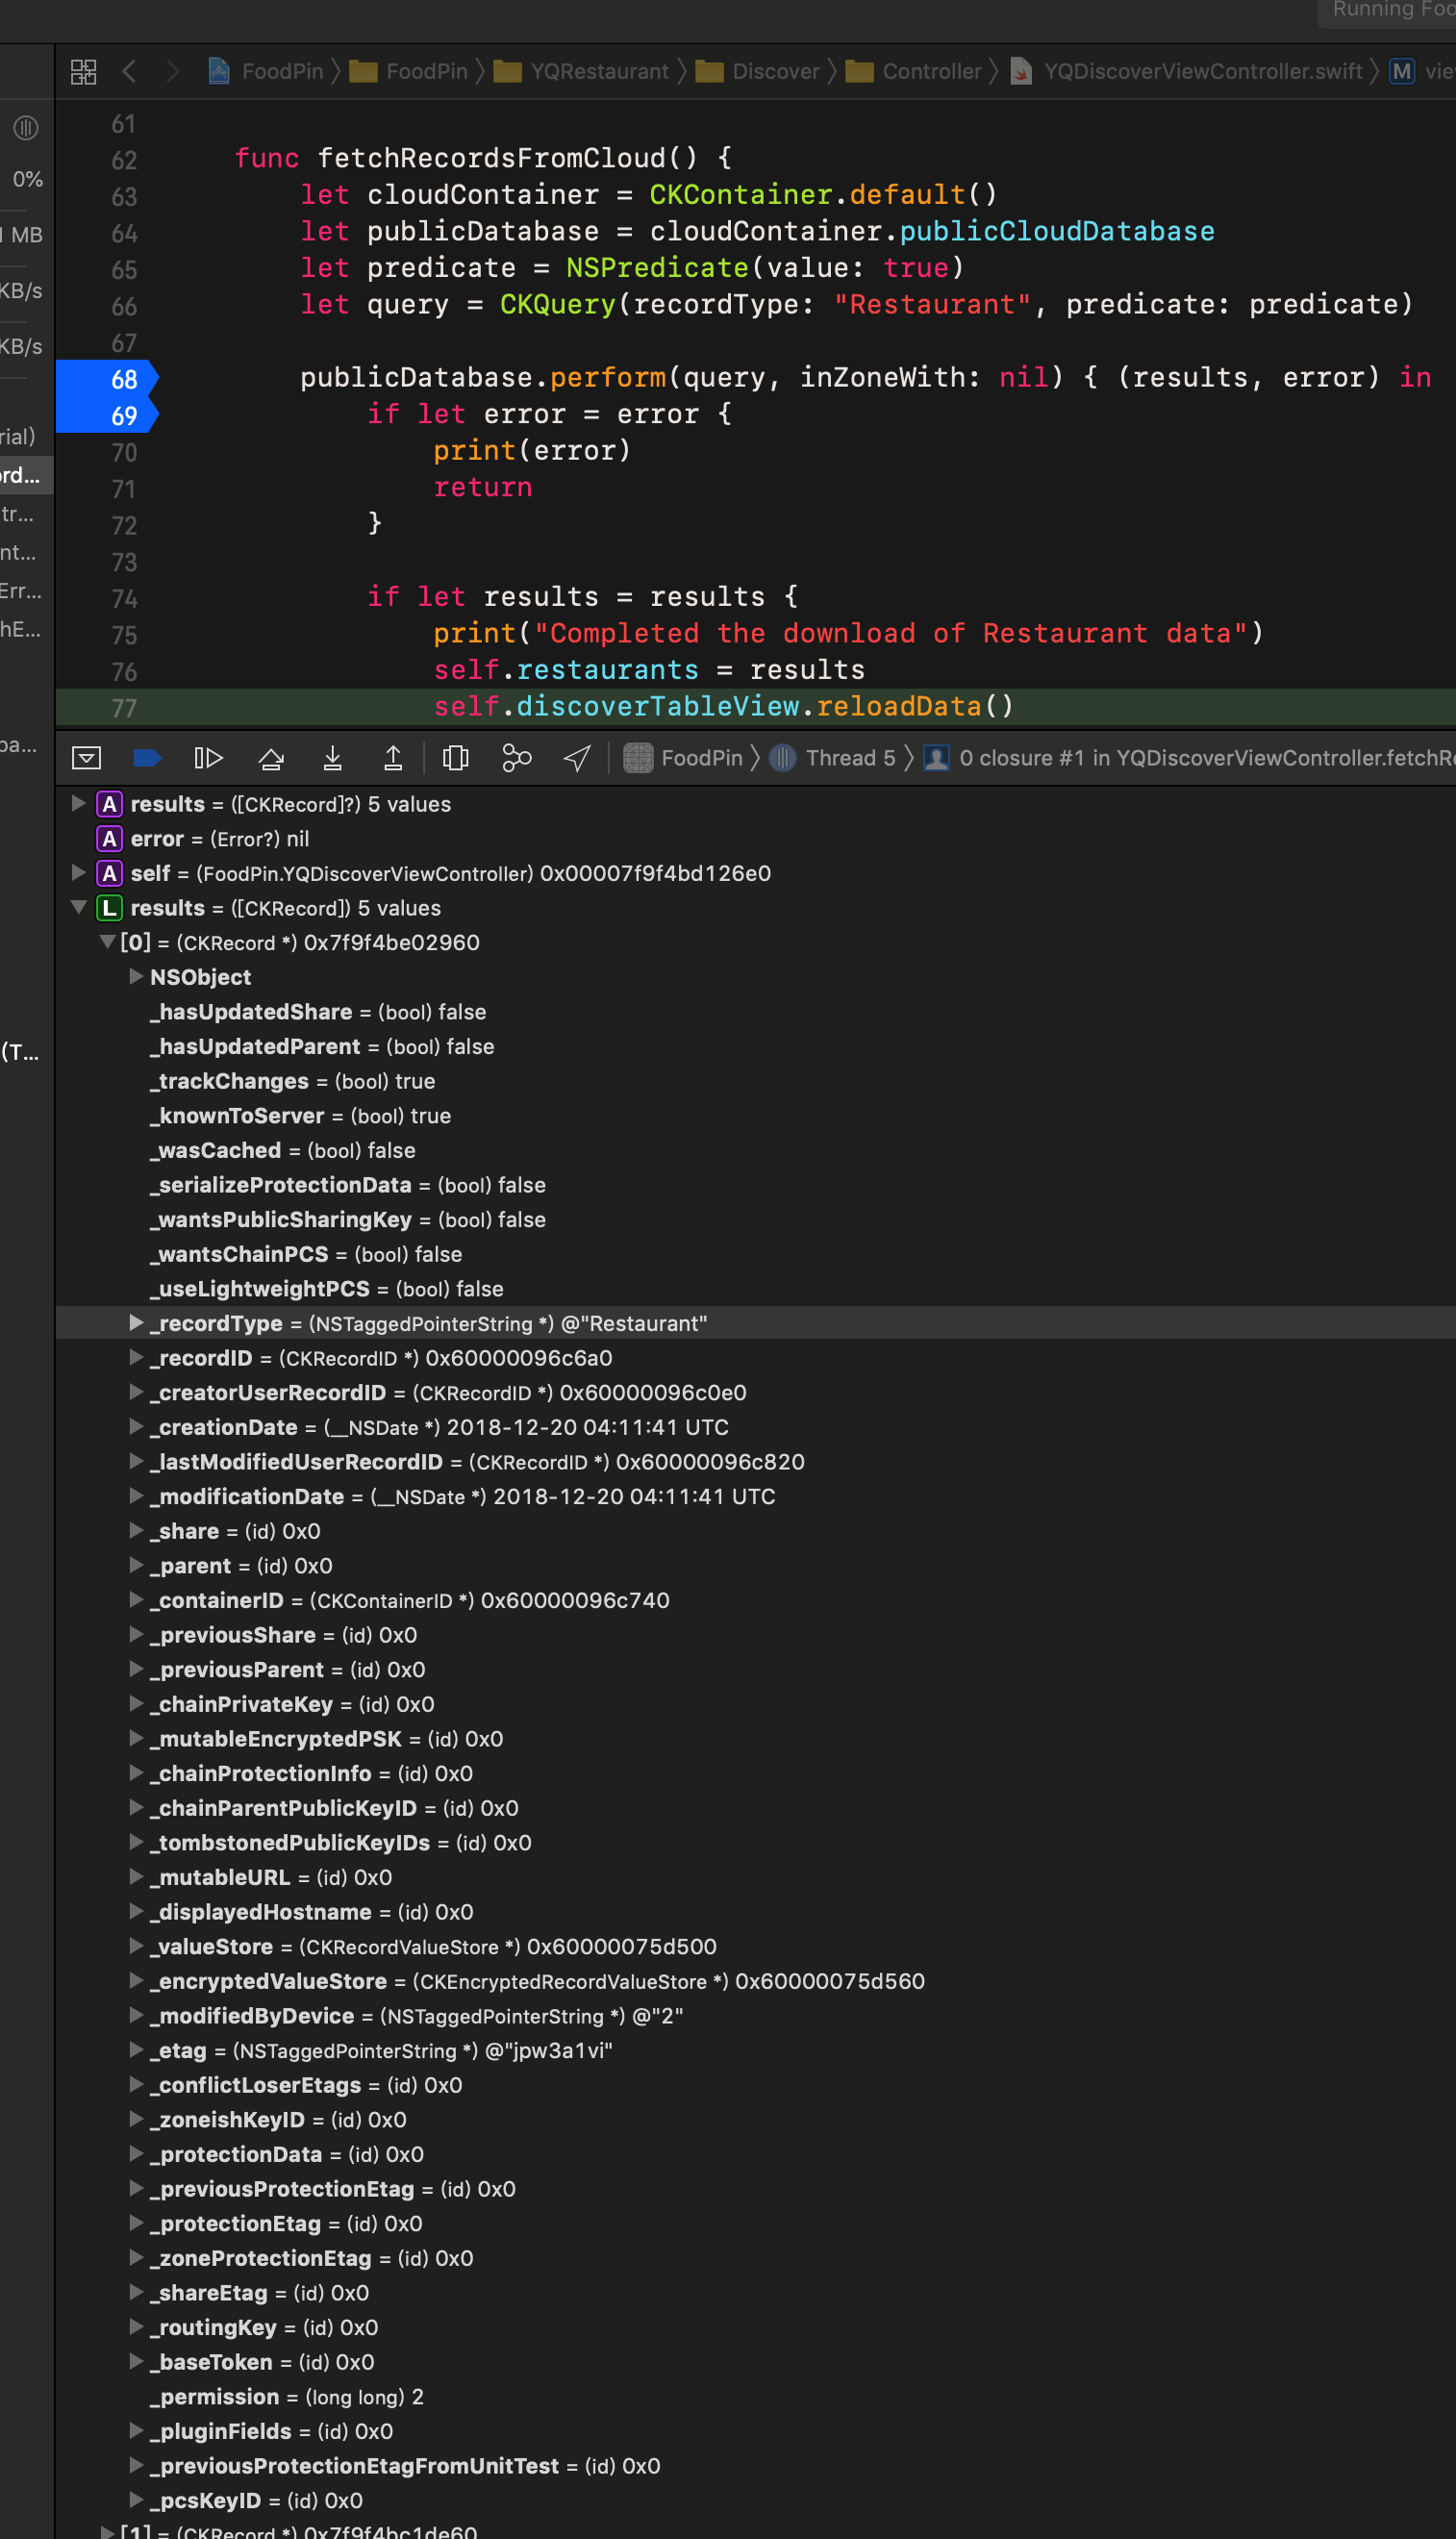 Running Foo
FoodPin FoodPin YQRestaurant Discover Controller YQDiscoverViewController.swift M vie
61
62 func fetchRecordsFromCloud() {
0%
63 let cloudContainer = CKContainer.default()
MB
64 let publicDatabase = cloudContainer.publicCloudDatabase
65 let predicate = NSPredicate(value: true)
KB/s
66 let query = CKQuery(recordType: "Restaurant", predicate: predicate)
67
KB/s
68 publicDatabase.perform(query, inZoneWith: nil) { (results, error) in
69 if let error = error {
rial)
70 print(error)
ord...
71 return
tr...
72 }
nt...
73
Err...
74 if let results = results {
hE...
75 print("Completed the download of Restaurant data")
76 self.restaurants = results
77 self.discoverTableView.reloadData()
pa...
FoodPin Thread 5 0 closure #1 in YQDiscoverViewController.fetchRe
A results = ([CKRecord]?) 5 values
A error = (Error?) nil
A self = (FoodPin.YQDiscoverViewController) 0x00007f9f4bd126e0
L results = ([CKRecord]) 5 values
[0] = (CKRecord *) 0x7f9f4be02960
NSObject
_hasUpdatedShare = (bool) false
_hasUpdatedParent = (bool) false
(T...
_trackChanges = (bool) true
_knownToServer = (bool) true
_wasCached = (bool) false
_serializeProtectionData = (bool) false
_wantsPublicSharingKey = (bool) false
_wantsChainPCS = (bool) false
_useLightweightPCS = (bool) false
_recordType = (NSTaggedPointerString *) @"Restaurant"
_recordID = (CKRecordID *) 0x60000096c6a0
_creatorUserRecordID = (CKRecordID *) 0x60000096c0e0
_creationDate = (__NSDate *) 2018-12-20 04:11:41 UTC
_lastModifiedUserRecordID = (CKRecordID *) 0x60000096c820
_modificationDate = (__NSDate *) 2018-12-20 04:11:41 UTC
_share = (id) 0x0
_parent = (id) 0x0
_containerID = (CKContainerID *) 0x60000096c740
_previousShare = (id) 0x0
_previousParent = (id) 0x0
_chainPrivateKey = (id) 0x0
_mutableEncryptedPSK = (id) 0x0
_chainProtectionInfo = (id) 0x0
_chainParentPublicKeyID = (id) 0x0
_tombstonedPublicKeyIDs = (id) 0x0
_mutableURL = (id) 0x0
_displayedHostname = (id) 0x0
_valueStore = (CKRecordValueStore *) 0x60000075d500
_encryptedValueStore = (CKEncryptedRecordValueStore *) 0x60000075d560
_modifiedByDevice = (NSTaggedPointerString *) @"2"
_etag = (NSTaggedPointerString *) @"jpw3a1vi"
_conflictLoserEtags = (id) 0x0
_zoneishKeyID = (id) 0x0
_protectionData = (id) 0x0
_previousProtectionEtag = (id) 0x0
_protectionEtag = (id) 0x0
_zoneProtectionEtag = (id) 0x0
_shareEtag = (id) 0x0
_routingKey = (id) 0x0
_baseToken = (id) 0x0
_permission = (long long) 2
_pluginFields = (id) 0x0
_previousProtectionEtagFromUnitTest = (id) 0x0
_pcsKeyID = (id) 0x0
[1] = (CKRecord *) 0x7f9f4bc1de60